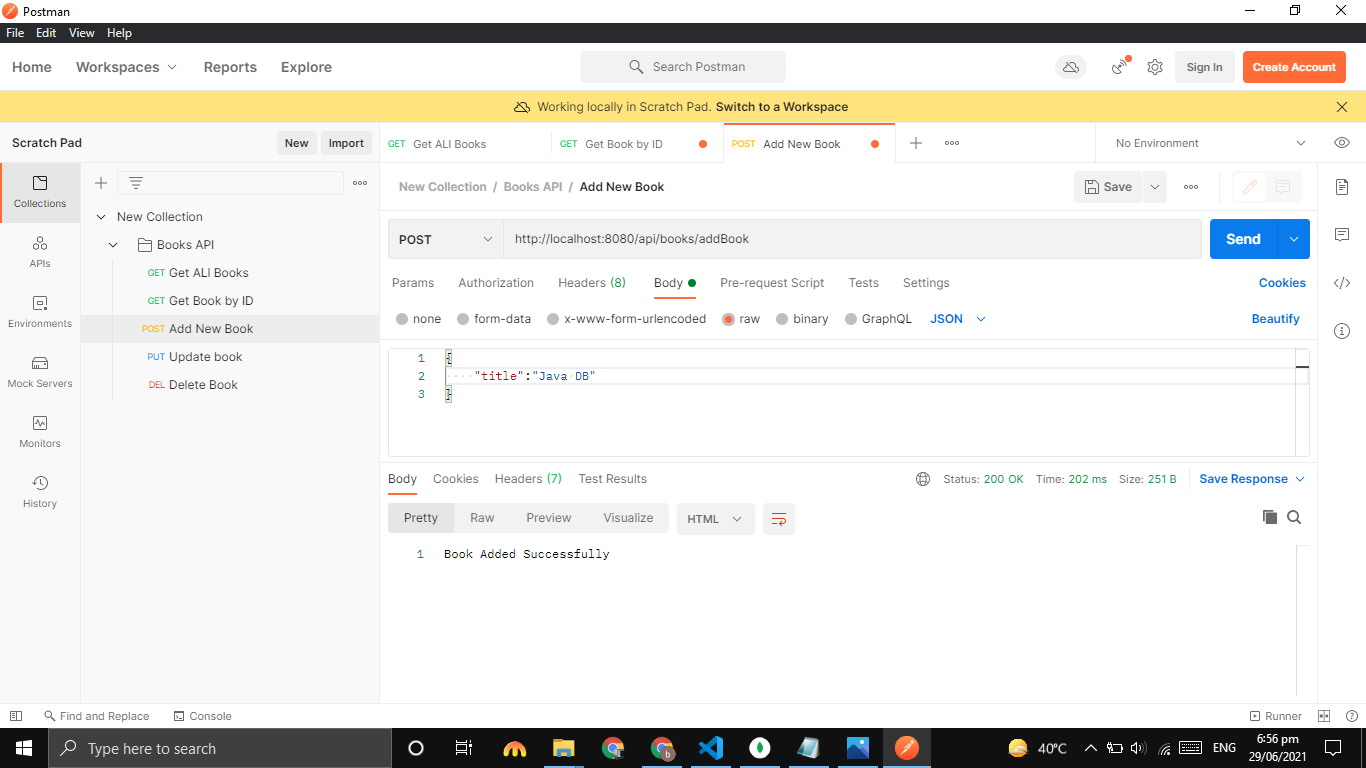 Postman
File Edit View Help
Home Workspaces Reports Explore Search Postman Sign In Create Account
Working locally in Scratch Pad. Switch to a Workspace
Scratch Pad New Import
GET Get ALl Books GET Get Book by ID POST Add New Book No Environment
Collections
APIs
Environments
Mock Servers
Monitors
History
New Collection
Books API
GET Get ALl Books
GET Get Book by ID
POST Add New Book
PUT Update book
DEL Delete Book
New Collection / Books API / Add New Book Save
POST http://localhost:8080/api/books/addBook Send
Params Authorization Headers (8) Body Pre-request Script Tests Settings Cookies
none form-data x-www-form-urlencoded raw binary GraphQL JSON Beautify
1 {
2 "title":"Java DB"
3 }
Body Cookies Headers (7) Test Results Status: 200 OK Time: 202 ms Size: 251 B Save Response
Pretty Raw Preview Visualize HTML
1 Book Added Successfully
Find and Replace Console Runner
Type here to search 40°C ENG 6:56 pm
29/06/2021